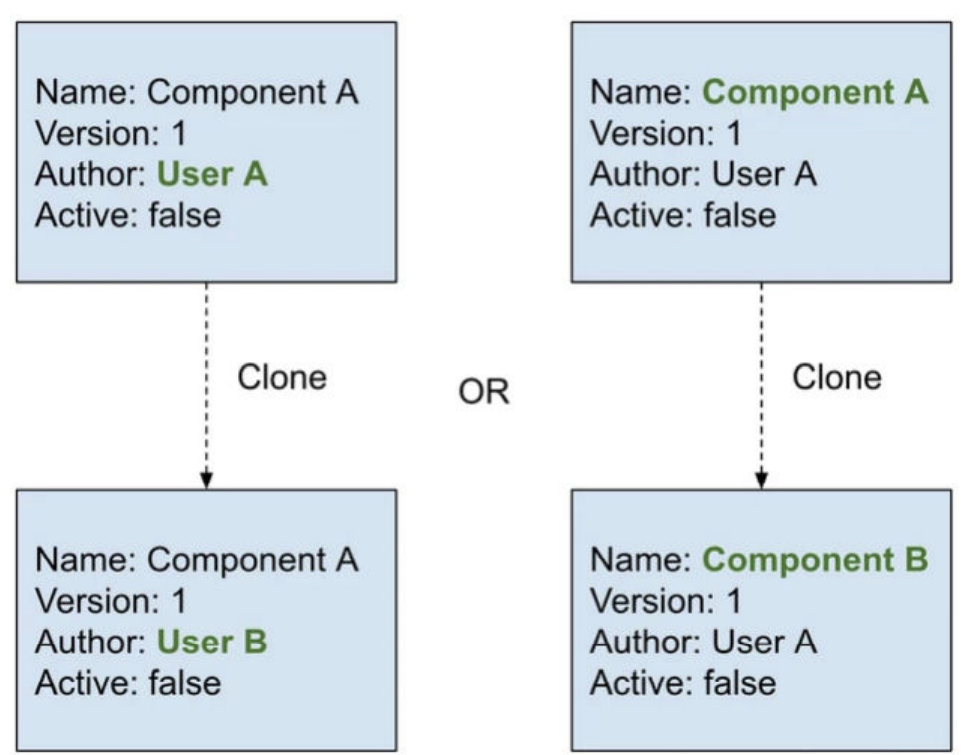 Name: Component A
Version: 1
Author: User A
Active: false
Clone
Name: Component A
Version: 1
Author: User B
Active: false
OR
Name: Component A
Version: 1
Author: User A
Active: false
Clone
Name: Component B
Version: 1
Author: User A
Active: false